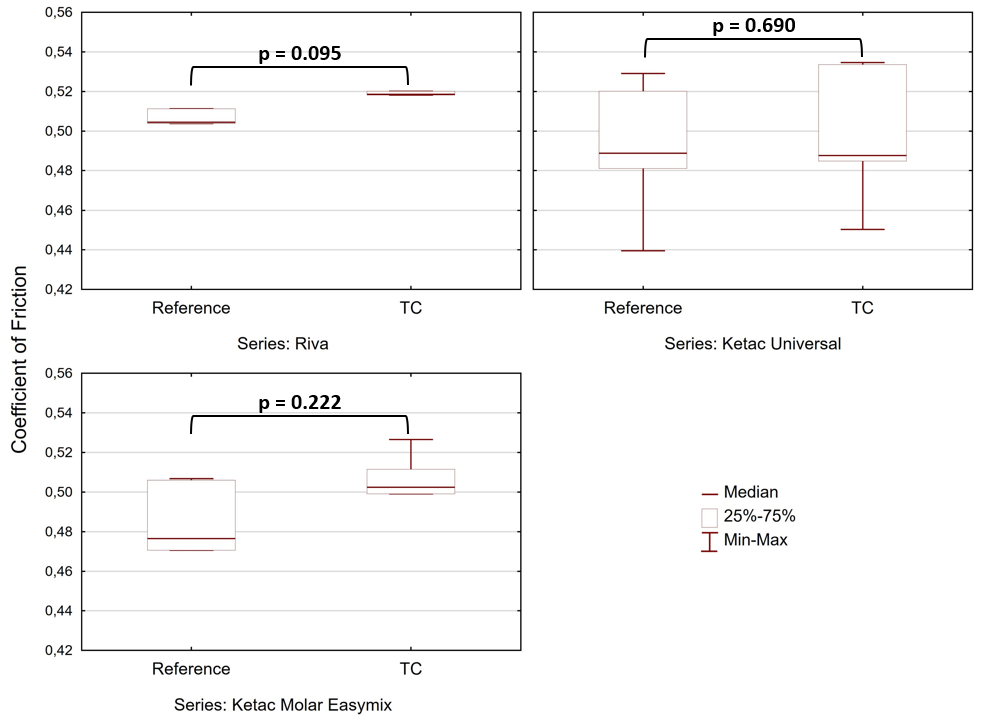 0,56
0,54
0,52
0,50
0,48
0,46
0,44
0,42
p = 0.095
Reference TC
Series: Riva
p = 0.690
Reference TC
Series: Ketac Universal
Coefficient of Friction
0,56
0,54
0,52
0,50
0,48
0,46
0,44
0,42
p = 0.222
Reference TC
Series: Ketac Molar Easymix
Median
25%-75%
Min-Max